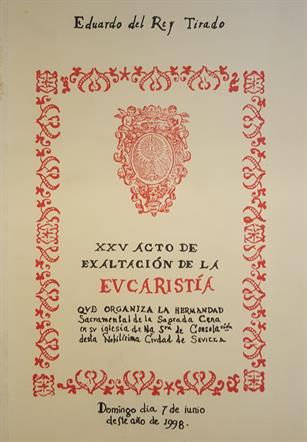 Eduardo del Rey Tirado
XXV ACTO DE
EXALTACIÓN DE LA
EVCARISTÍA
QVE ORGANIZA LA HERMANDAD
Sacramental de la Sagrada Cena
en sv iglesia de Na Sra de Consolación
desta Nobilísima Civdad de SEVILLA.
Domingo día 7 de junio
deste año de 1998.